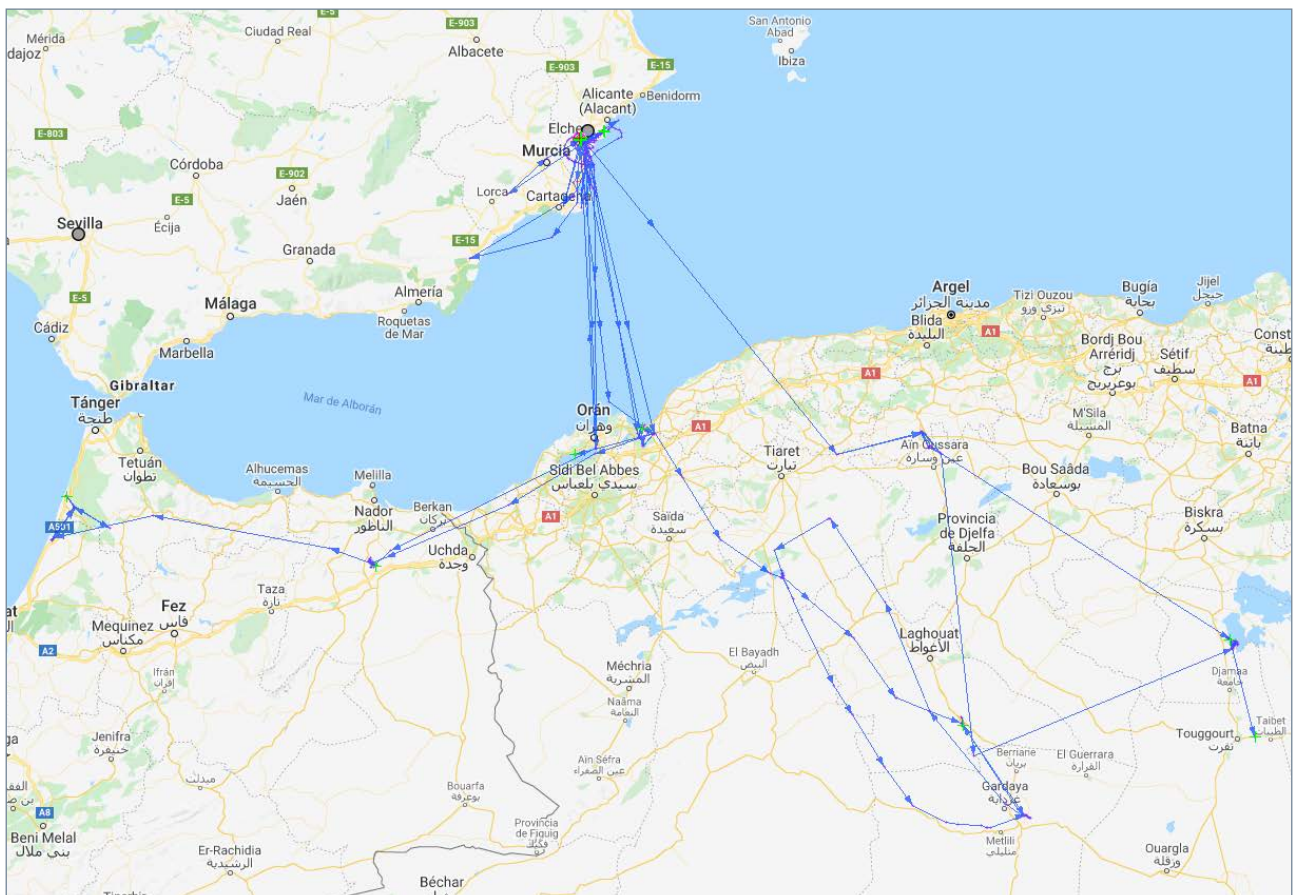 Mérida
Ciudad Real
E-5
E-903
Albacete
E-15
San Antonio
Abad
Ibiza
E-903
Alicante
(Alacant)
Benidorm
E-803
Elche
Murcia
Córdoba
E-5
E-902
Jaén
Lorca
Cartagena
Sevilla
Écija
Granada
E-15
E-5
Málaga
Almería
Roquetas
de Mar
Cádiz
Marbella
Gibraltar
Tánger
طنجة
Mar de Alborán
Tetuán
تطوان
Alhucemas
الحسيمة
Melilla
Nador
الناظور
Berkan
بركان
Orán
وهران
Sidi Bel Abbes
سيدي بلعباس
A1
Argel
مدينة الجزائر
Blida
البليدة
Tizi Ouzou
تيزي وزو
Bugía
بجاية
Jijel
جيجل
A1
Bordj Bou
Arréridj
برج
بوعريريج
Sétif
سطيف
Const
A1
A1
A1
M'Sila
المسيلة
Batna
باتنة
Tiaret
تيارت
Aïn Oussara
عين وسارة
Bou Saâda
بوسعادة
Biskra
بسكرة
Saïda
سعيدة
Provincia
de Djelfa
الجلفة
A501
Uchda
وجدة
Taza
تازة
Fez
فاس
Mequinez
مكناس
A2
Ifrán
إفران
Laghouat
الأغواط
El Bayadh
البيض
Méchria
المشرية
Naâma
النعامة
Djamaa
جامعة
Touggourt
تقرت
Taibet
الطيبات
Jenifra
خنيفرة
ميدلت
Bouarfa
بوعرفة
Aïn Séfra
عين الصفراء
Berriane
بريان
El Guerrara
القرارة
Gardaya
غرداية
Metlili
متليلي
Ouargla
ورقلة
A8
Beni Melal
بني ملال
Er-Rachidia
الرشيدية
Provincia
de Figuig
فكيك
Béchar